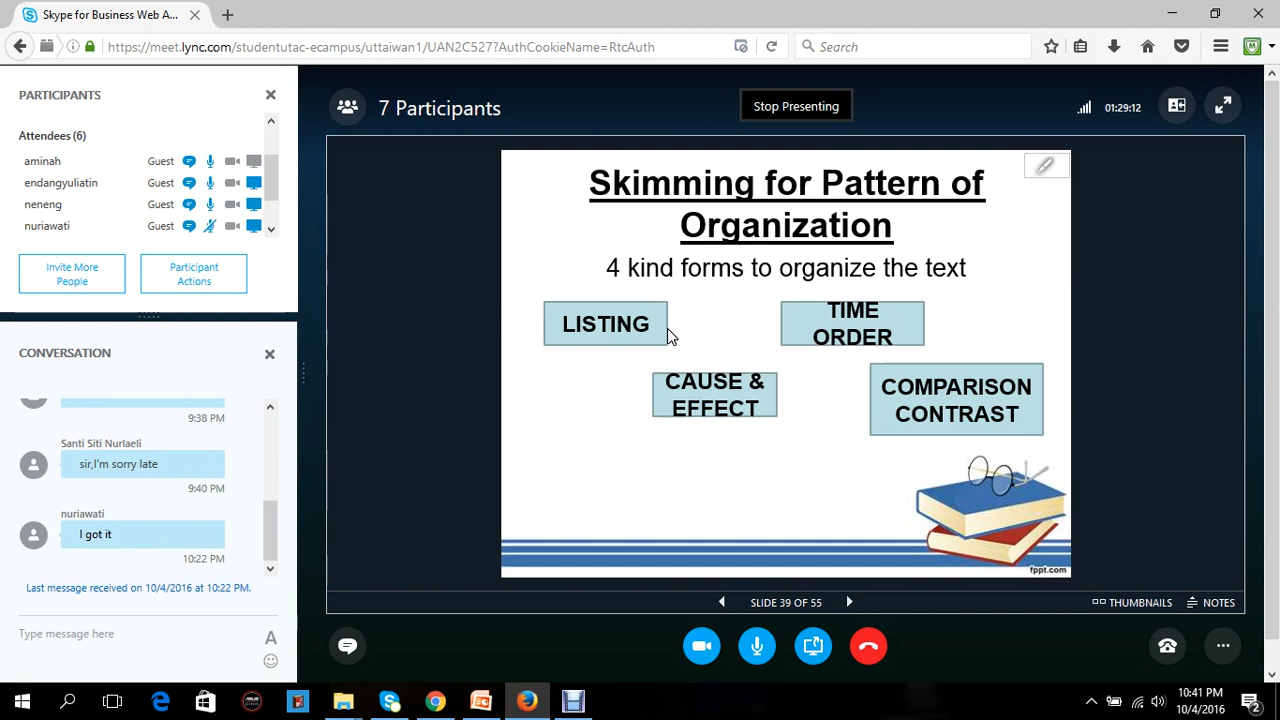 Skype for Business Web A...
https://meet.lync.com/studentutac-ecampus/uttaiwan1/UAN2C527?AuthCookieName=RtcAuth
Search
PARTICIPANTS
Attendees (6)
aminah Guest
endangyuliatin Guest
neneng Guest
nuriawati Guest
Invite More
People
Participant
Actions
CONVERSATION
9:38 PM
Santi Siti Nurlaeli
sir,I'm sorry late
9:40 PM
nuriawati
I got it
10:22 PM
Last message received on 10/4/2016 at 10:22 PM.
Type message here
A
7 Participants
Stop Presenting
01:29:12
Skimming for Pattern of
Organization
4 kind forms to organize the text
LISTING
TIME
ORDER
CAUSE &
EFFECT
COMPARISON
CONTRAST
fppt.com
SLIDE 39 OF 55
THUMBNAILS
NOTES
10:41 PM
10/4/2016
2